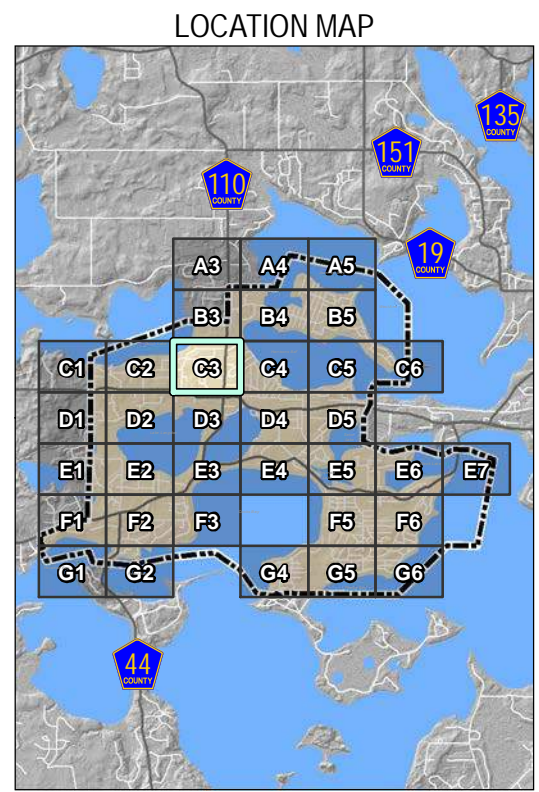 LOCATION MAP
135
COUNTY
151
COUNTY
110
COUNTY
19
COUNTY
A3 A4 A5
B3 B4 B5
C1 C2 C3 C4 C5 C6
D1 D2 D3 D4 D5
E1 E2 E3 E4 E5 E6 E7
F1 F2 F3 F5 F6
G1 G2 G4 G5 G6
44
COUNTY